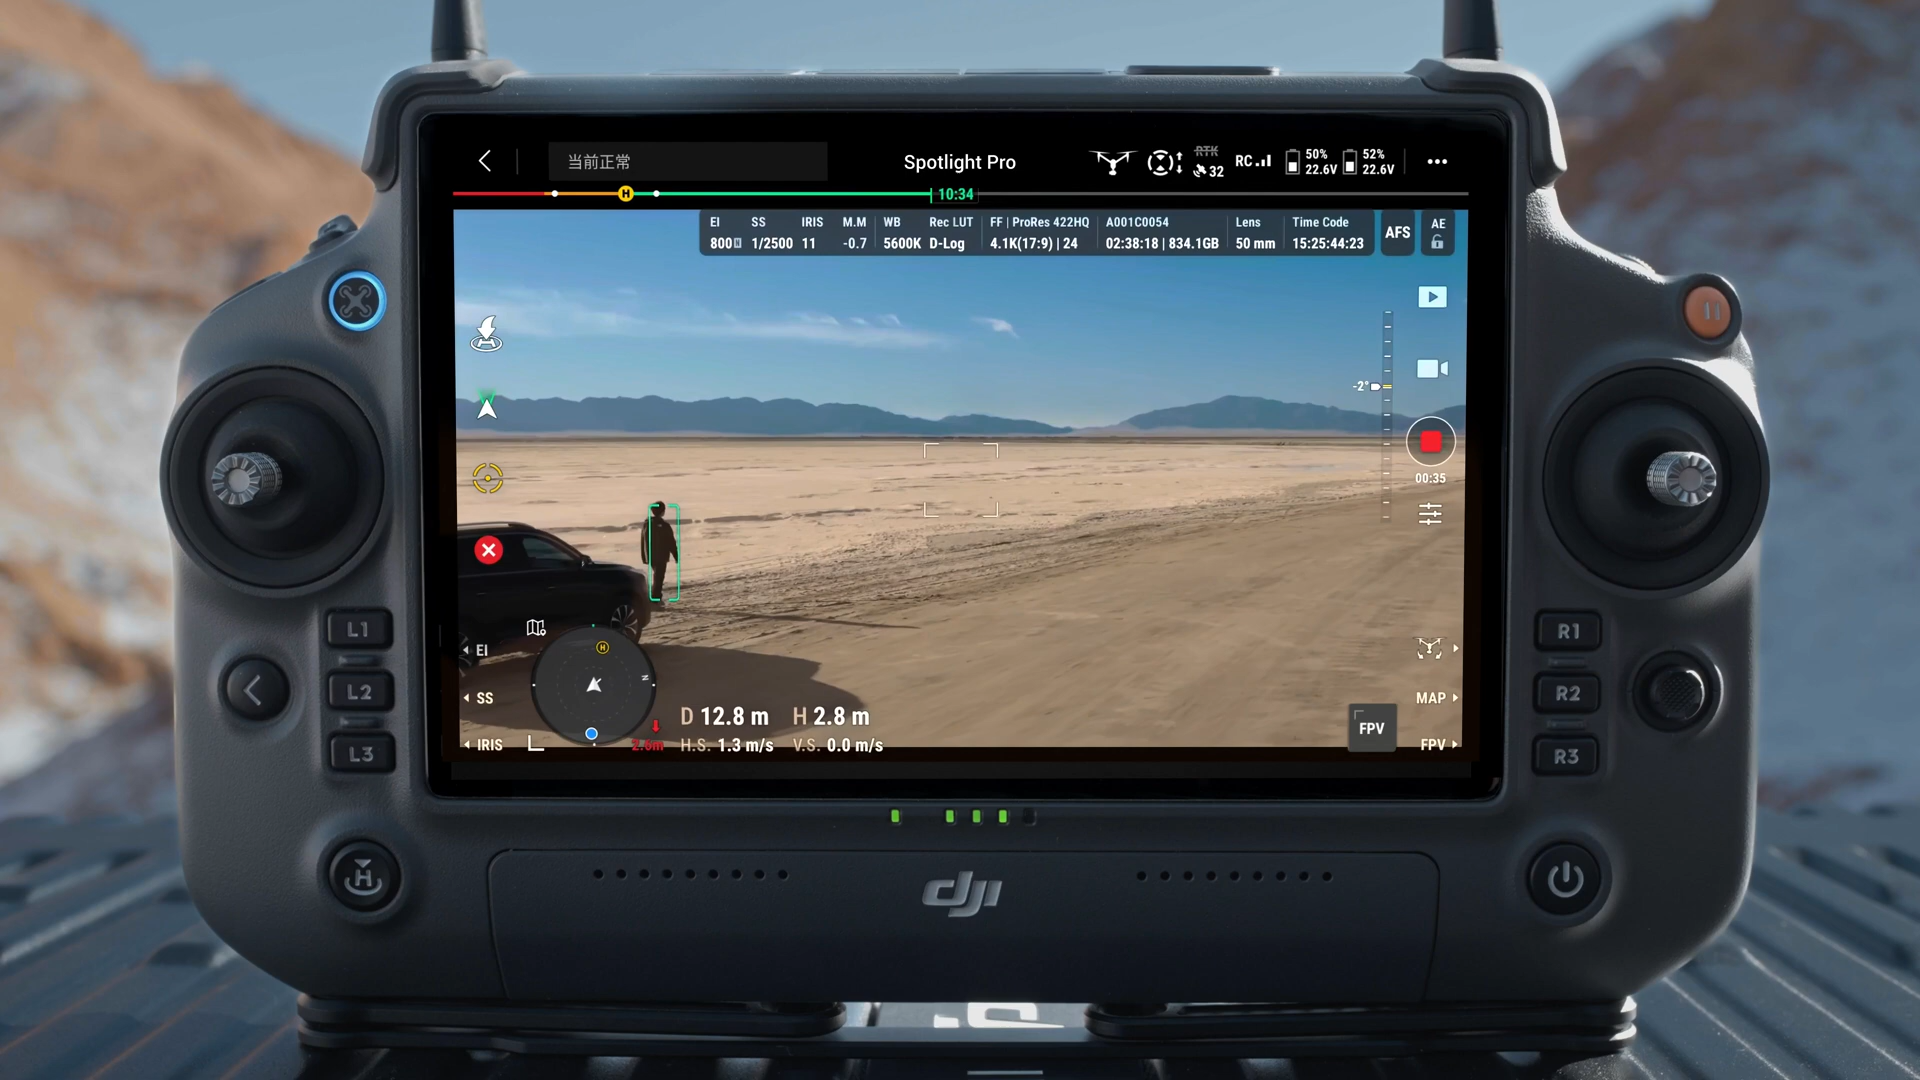 当前正常
Spotlight Pro
RTK
32
RC
50%
22.6V
52%
22.6V
H
10:34
EI SS IRIS M.M WB Rec LUT FF | ProRes 422HQ A001C0054 Lens Time Code
800 1/2500 11 -0.7 5600K D-Log 4.1K(17:9) | 24 02:38:18 | 834.1GB 50 mm 15:25:44:23
AFS
AE
-2°
00:35
EI
SS
IRIS
H
N
2.6m
D 12.8 m H 2.8 m
H.S. 1.3 m/s V.S. 0.0 m/s
FPV
MAP
FPV
L1
L2
L3
R1
R2
R3
H
dji